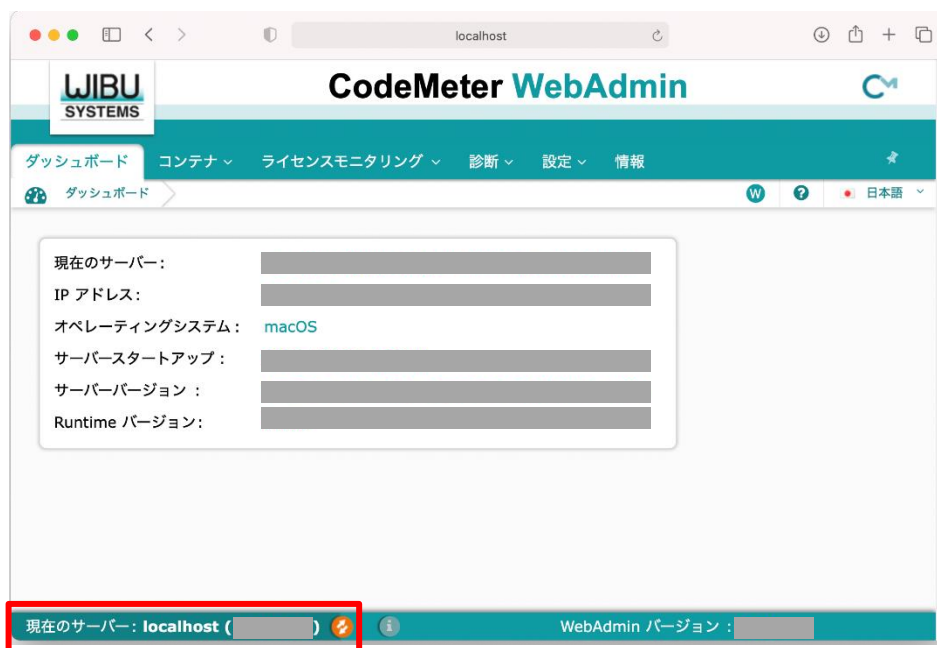 localhost
WIBU
SYSTEMS
CodeMeter WebAdmin
CM
ダッシュボード コンテナ ライセンスモニタリング 診断 設定 情報
ダッシュボード W ? 日本語
現在のサーバー:
IP アドレス:
オペレーティングシステム: macOS
サーバースタートアップ :
サーバーバージョン :
Runtime バージョン:
現在のサーバー: localhost ( ) i WebAdmin バージョン :